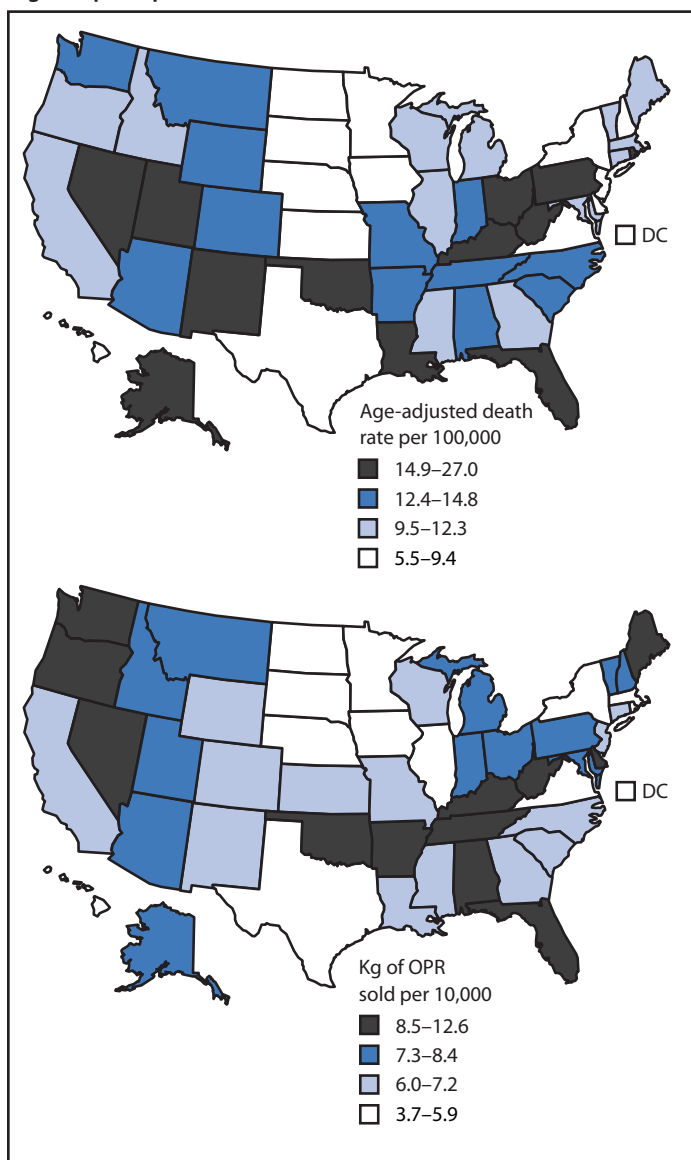 DC
Age-adjusted death
rate per 100,000
14.9–27.0
12.4–14.8
9.5–12.3
5.5–9.4
DC
Kg of OPR
sold per 10,000
8.5–12.6
7.3–8.4
6.0–7.2
3.7–5.9